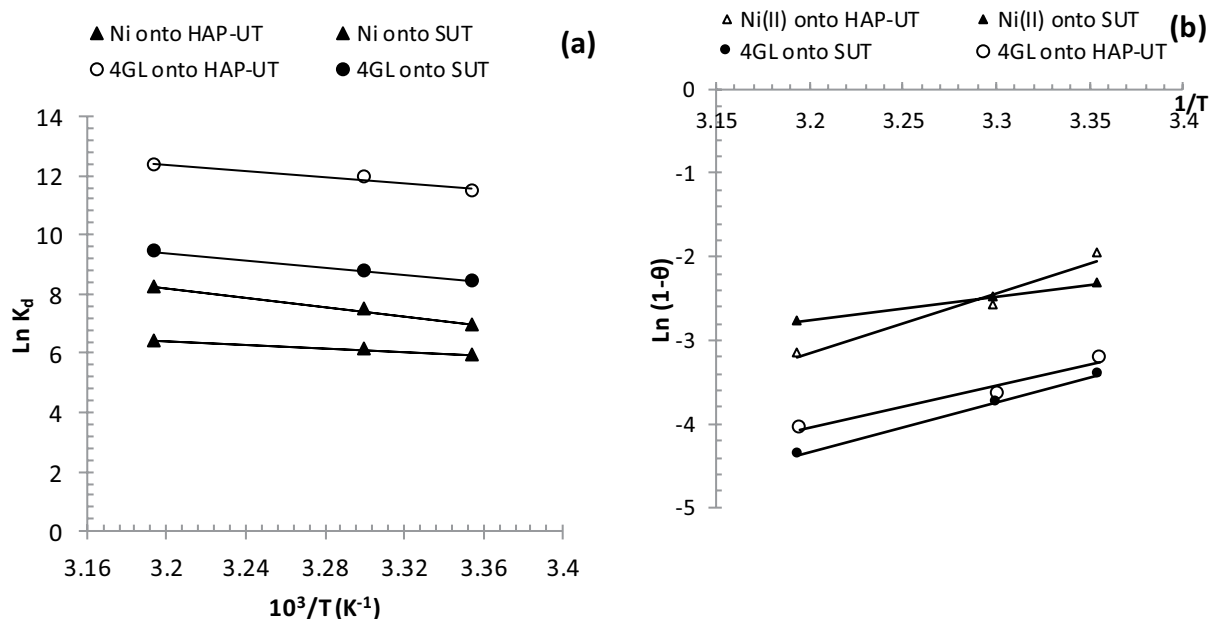 Ni onto HAP-UT
Ni onto SUT
4GL onto HAP-UT
4GL onto SUT
(a)
Ln K_d
14
12
10
8
6
4
2
0
3.16
3.2
3.24
3.28
3.32
3.36
3.4
10³/T (K⁻¹)
Ni(II) onto HAP-UT
Ni(II) onto SUT
4GL onto SUT
4GL onto HAP-UT
(b)
0
1/T
3.15
3.2
3.25
3.3
3.35
3.4
-1
-2
-3
-4
-5
Ln (1-θ)